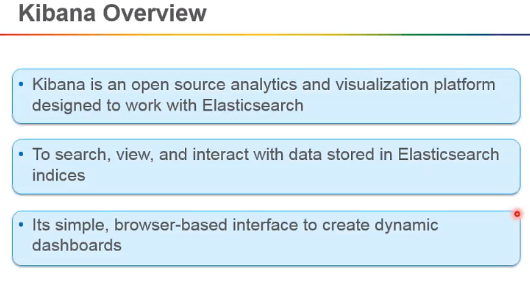 Kibana Overview
• Kibana is an open source analytics and visualization platform
designed to work with Elasticsearch
• To search, view, and interact with data stored in Elasticsearch
indices
• Its simple, browser-based interface to create dynamic
dashboards